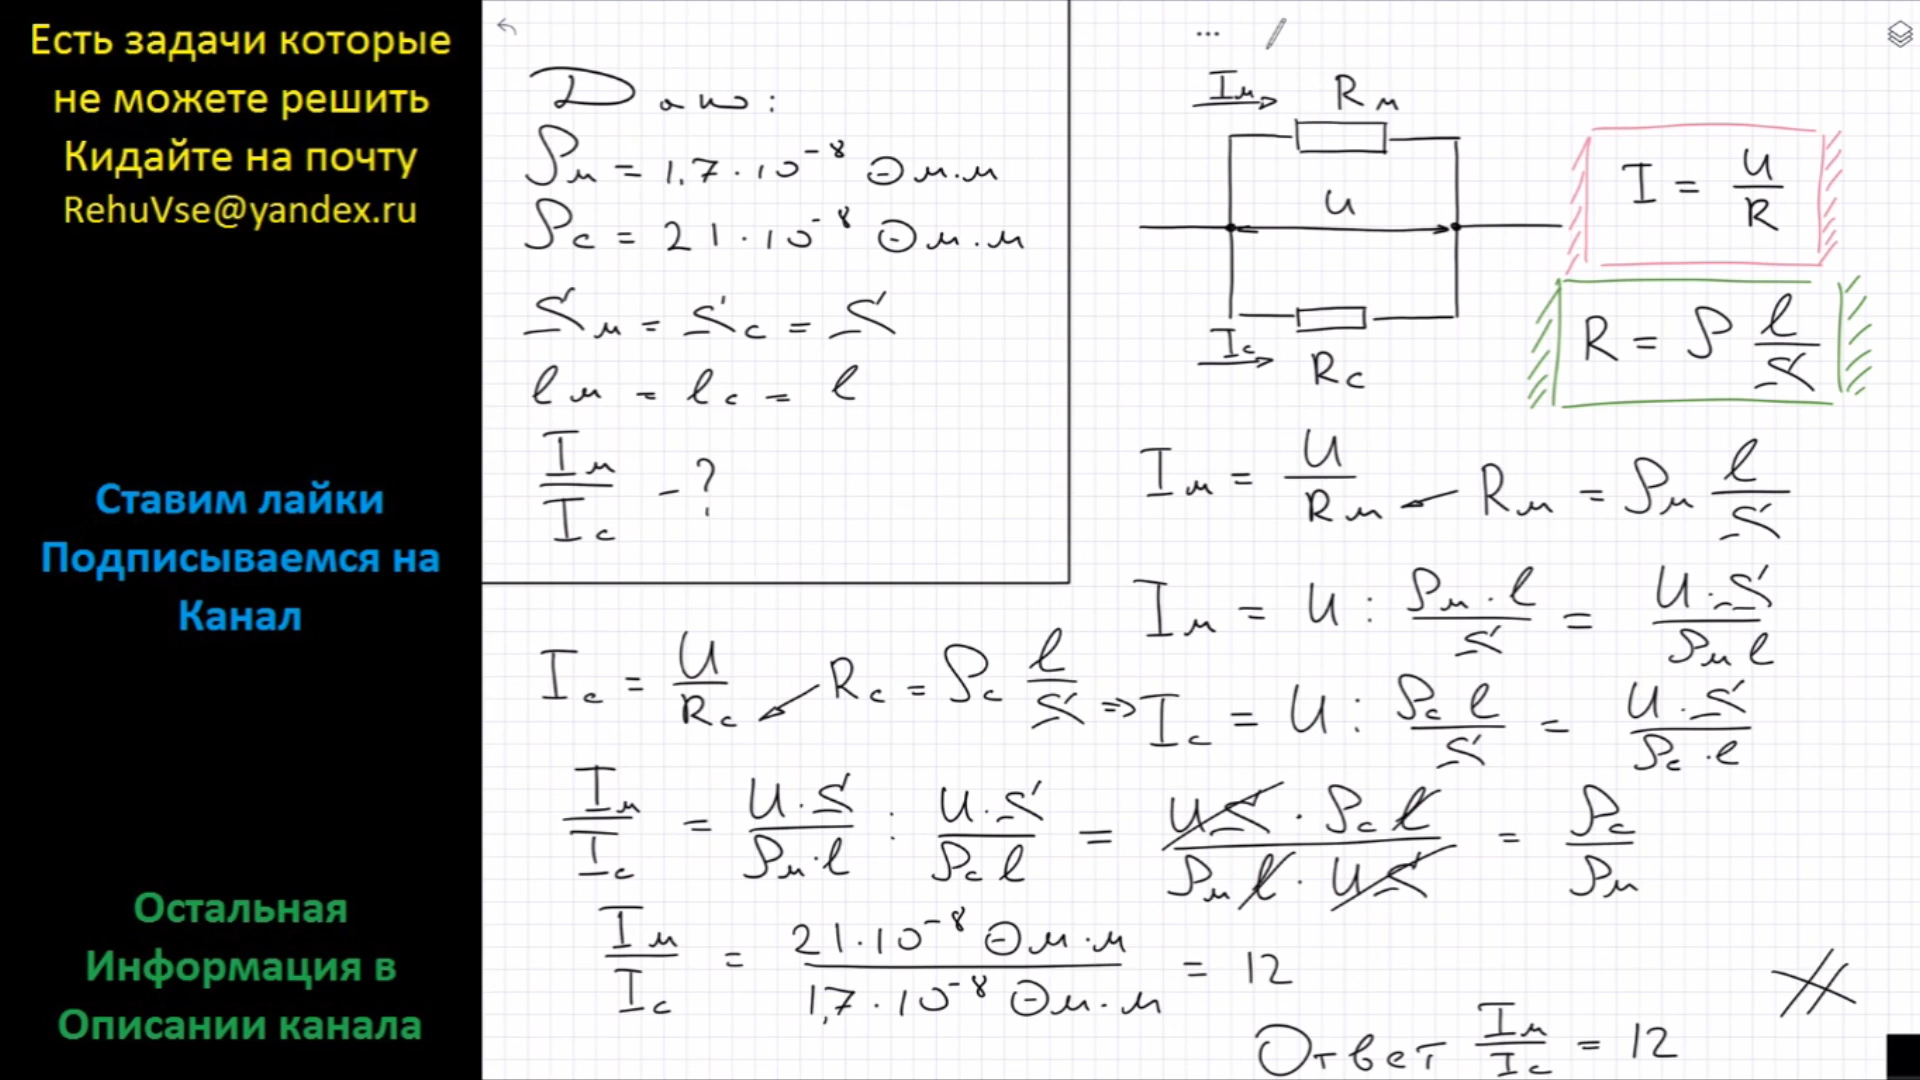 Есть задачи которые
не можете решить
Кидайте на почту
RehuVse@yandex.ru
Ставим лайки
Подписываемся на
Канал
Остальная
Информация в
Описании канала
Дано:
ρм = 1,7 · 10⁻⁸ Ом·м
ρс = 21 · 10⁻⁸ Ом·м
Sм = Sс = S
lм = lс = l
Iм/Iс - ?
Iм Rм
U
Iс Rс
I = U/R
R = ρ l/S
Iм = U/Rм ← Rм = ρм l/S
Iм = U : ρм · l/S = U · S/ρм l
Iс = U/Rс ← Rс = ρс l/S ⇒ Iс = U : ρс l/S = U · S/ρс · l
Iм/Iс = U · S/ρм · l : U · S/ρс l = US · ρс l/ρм l · US = ρс/ρм
Iм/Iс = 21 · 10⁻⁸ Ом·м/1,7 · 10⁻⁸ Ом·м = 12
Ответ Iм/Iс = 12